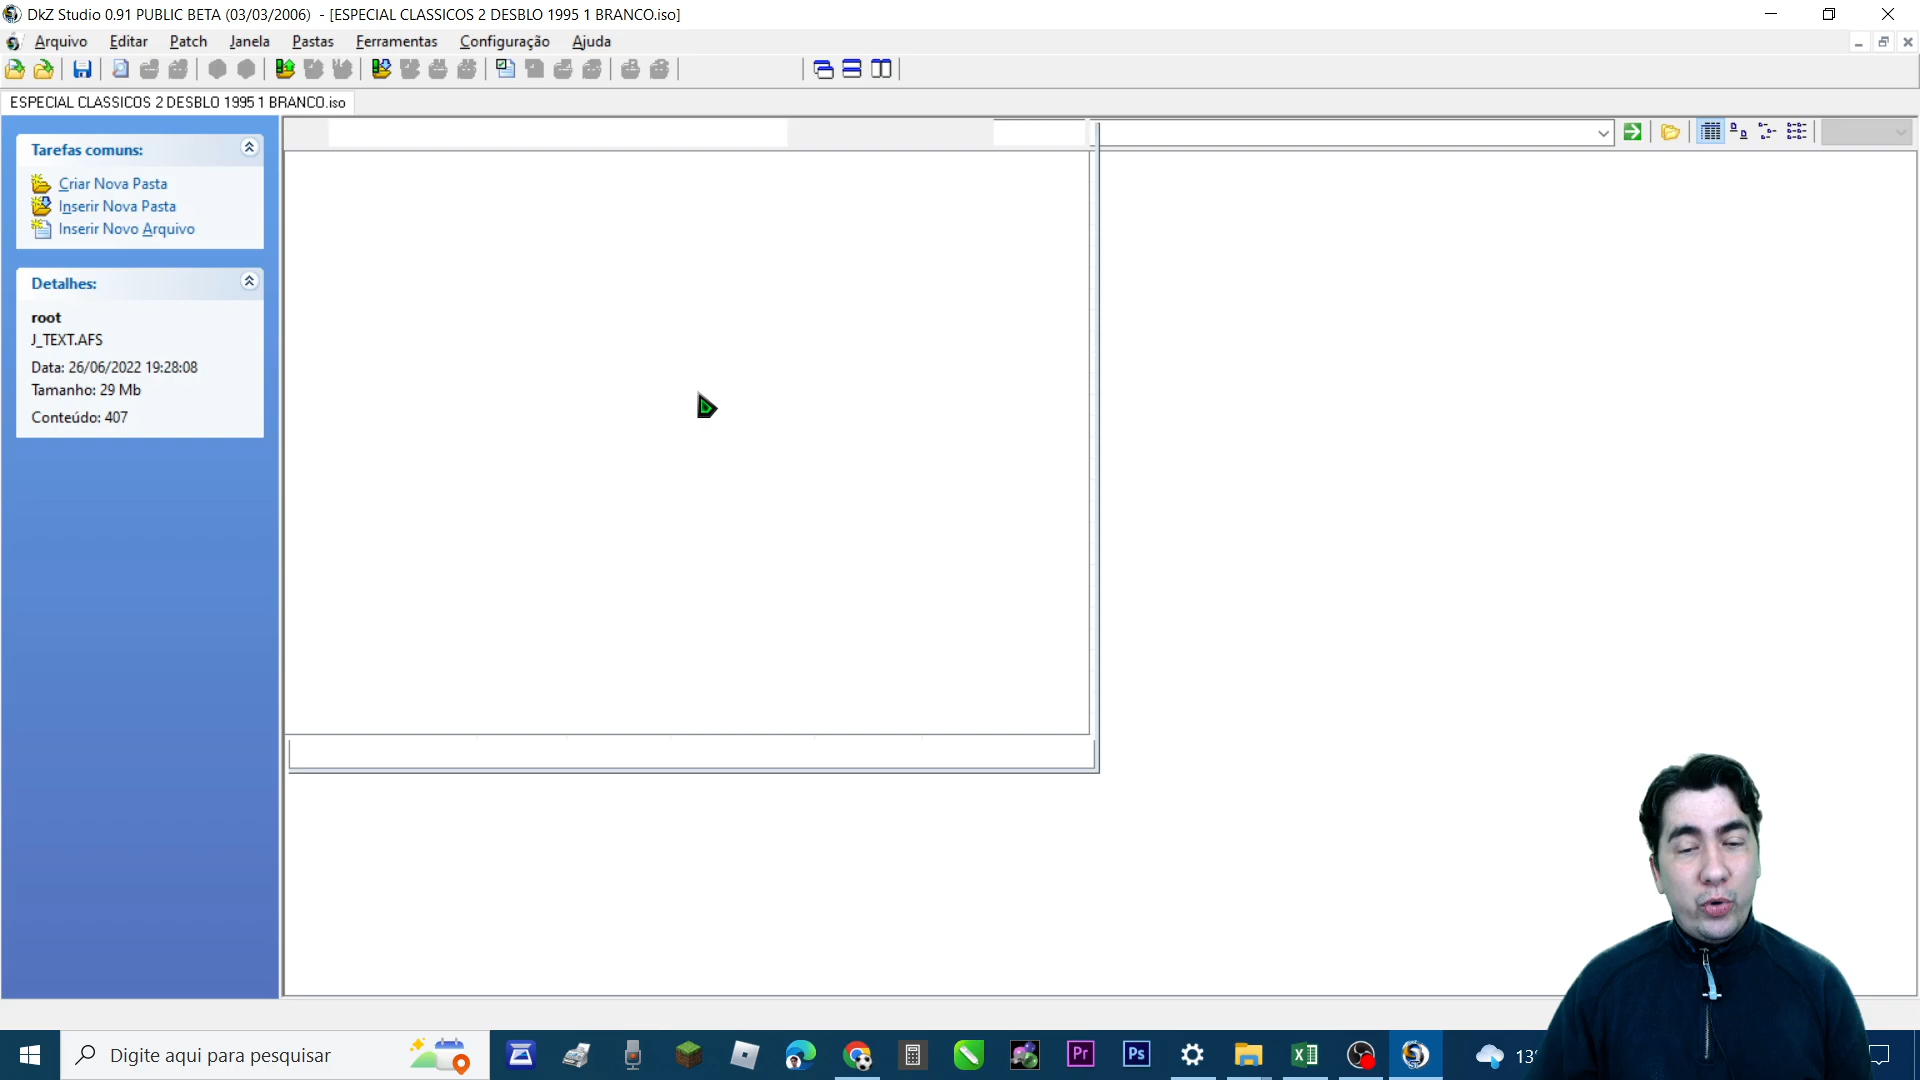 DkZ Studio 0.91 PUBLIC BETA (03/03/2006) - [ESPECIAL CLASSICOS 2 DESBLO 1995 1 BRANCO.iso]
Arquivo Editar Patch Janela Pastas Ferramentas Configuração Ajuda
ESPECIAL CLASSICOS 2 DESBLO 1995 1 BRANCO.iso
Tarefas comuns:
Criar Nova Pasta
Inserir Nova Pasta
Inserir Novo Arquivo
Detalhes:
root
J_TEXT.AFS
Data: 26/06/2022 19:28:08
Tamanho: 29 Mb
Conteúdo: 407
Digite aqui para pesquisar
Pr
Ps
13°